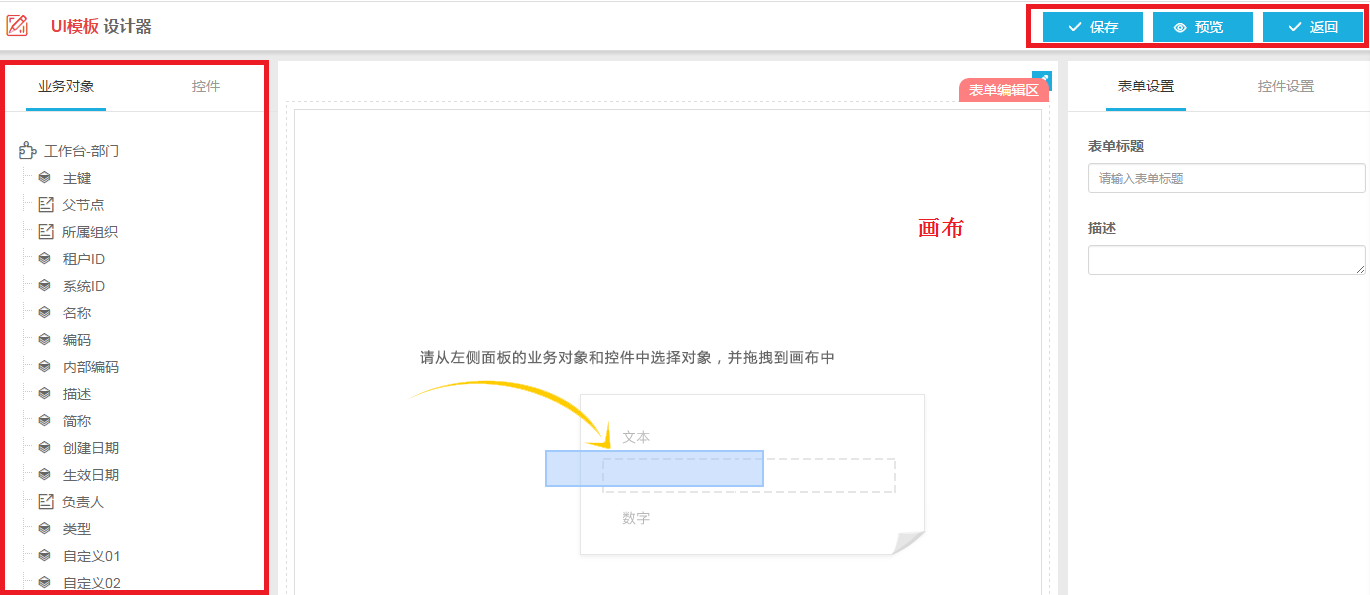 UI模板 设计器
保存
预览
返回
业务对象
控件
工作台-部门
主键
父节点
所属组织
租户ID
系统ID
名称
编码
内部编码
描述
简称
创建日期
生效日期
负责人
类型
自定义01
自定义02
表单编辑区
画布
请从左侧面板的业务对象和控件中选择对象，并拖拽到画布中
文本
数字
表单设置
控件设置
表单标题
请输入表单标题
描述